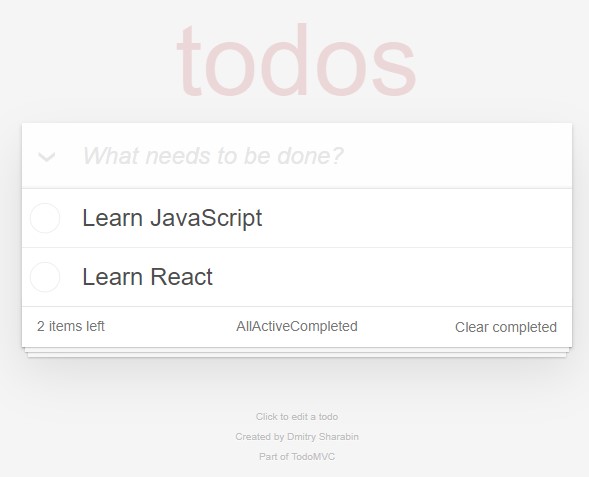 todos
What needs to be done?
Learn JavaScript
Learn React
2 items left AllActiveCompleted Clear completed
Click to edit a todo
Created by Dmitry Sharabin
Part of TodoMVC